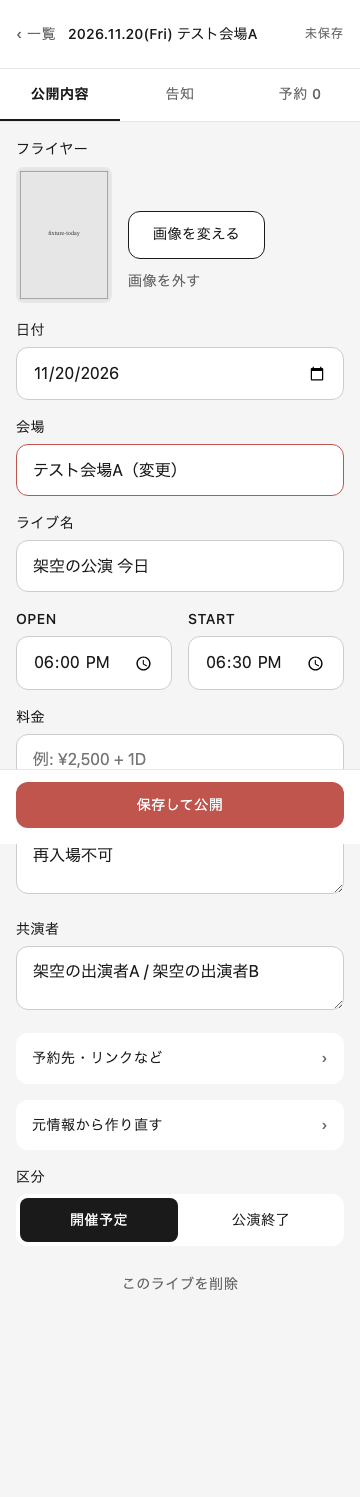 ‹ 一覧 2026.11.20(Fri) テスト会場A 未保存
公開内容 告知 予約 0
フライヤー
fixture-today
画像を変える
画像を外す
日付
11/20/2026
会場
テスト会場A（変更）
ライブ名
架空の公演 今日
OPEN START
06:00 PM 06:30 PM
料金
例: ¥2,500 + 1D
保存して公開
再入場不可
共演者
架空の出演者A / 架空の出演者B
予約先・リンクなど ›
元情報から作り直す ›
区分
開催予定 公演終了
このライブを削除